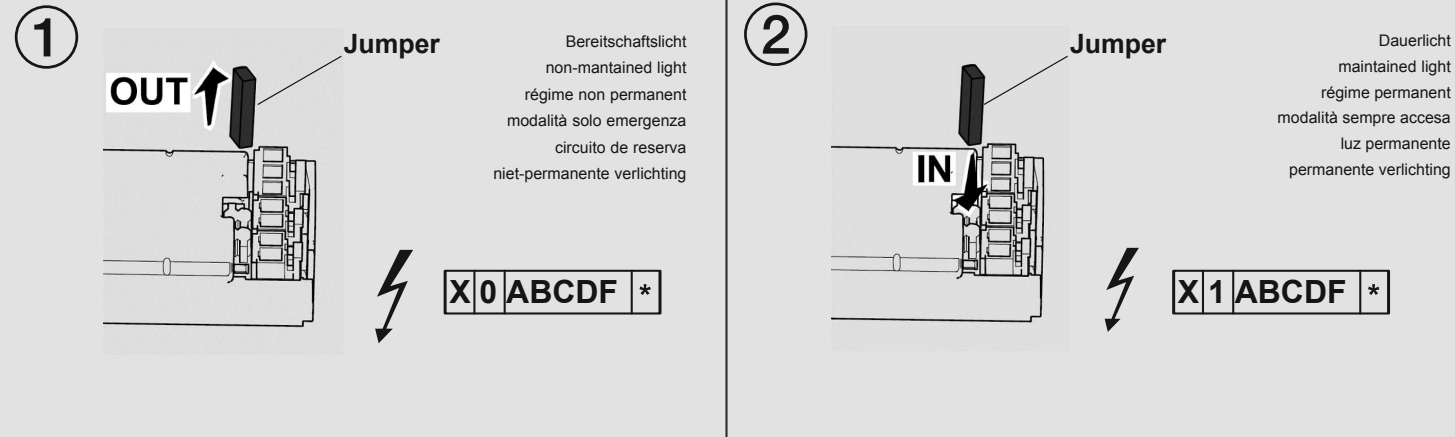 1
Jumper
OUT
Bereitschaftslicht
non-mantained light
régime non permanent
modalità solo emergenza
circuito de reserva
niet-permanente verlichting
X 0 ABCDF *
2
Jumper
IN
Dauerlicht
maintained light
régime permanent
modalità sempre accesa
luz permanente
permanente verlichting
X 1 ABCDF *